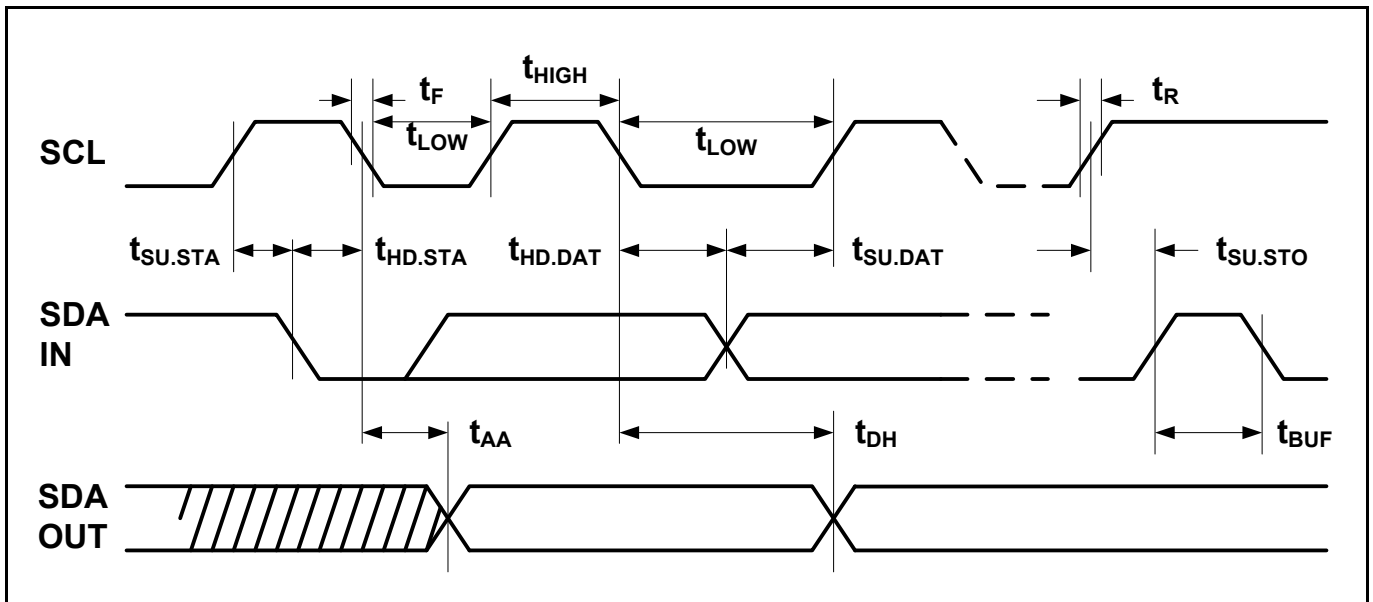 tHIGH
tF
tR
SCL
tLOW
tLOW
tSU.STA
tHD.STA
tHD.DAT
tSU.DAT
tSU.STO
SDA
IN
tAA
tDH
tBUF
SDA
OUT